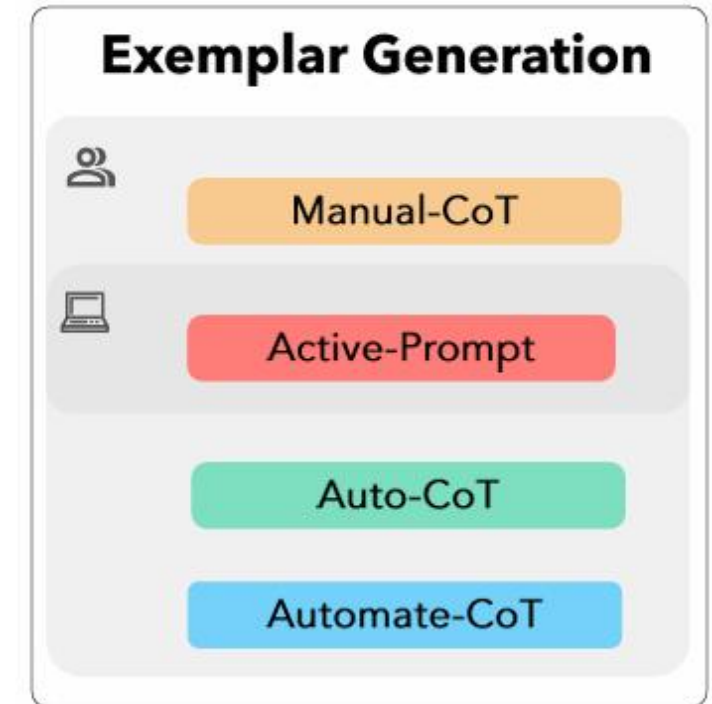 Exemplar Generation
Manual-CoT
Active-Prompt
Auto-CoT
Automate-CoT